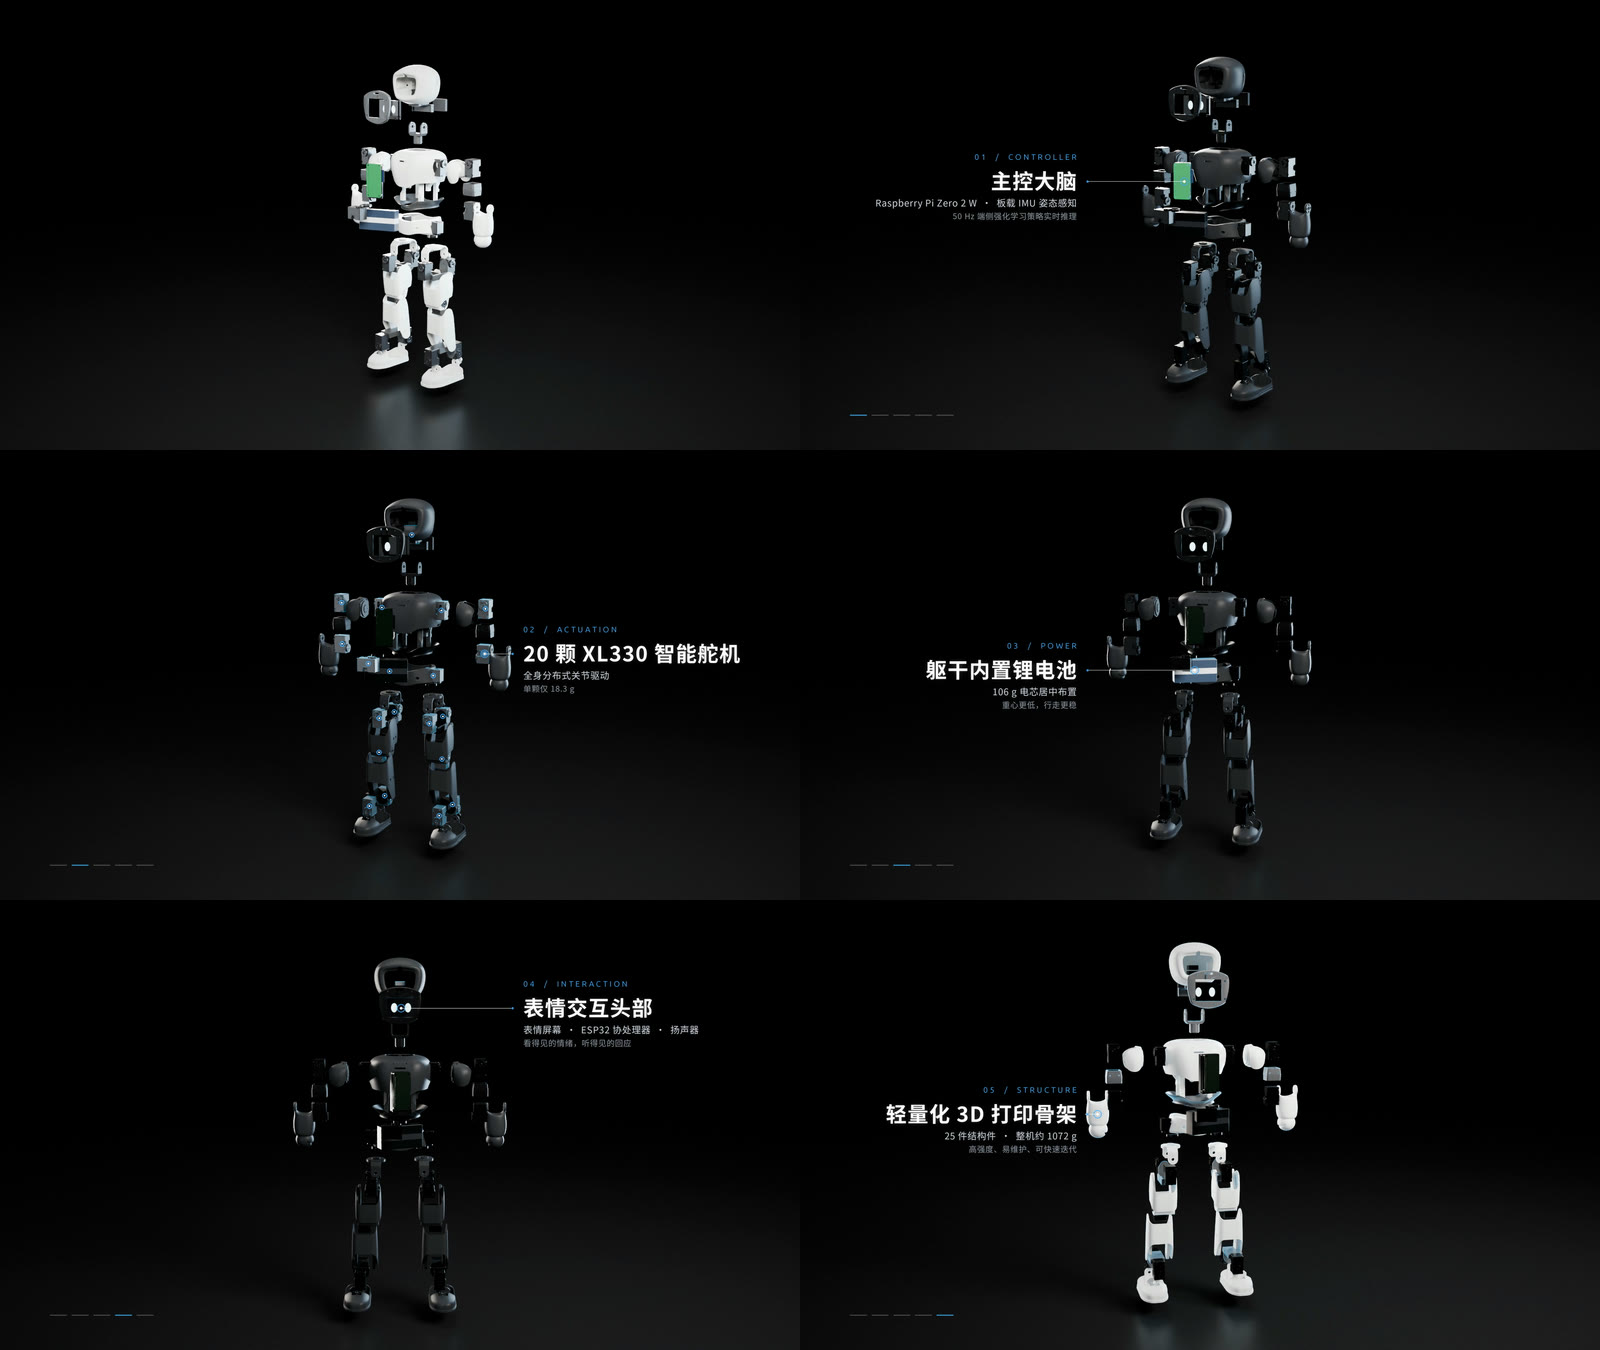 01 / CONTROLLER
主控大脑
Raspberry Pi Zero 2 W · 板载 IMU 姿态感知
50 Hz 端侧强化学习策略实时推理
02 / ACTUATION
20 颗 XL330 智能舵机
全身分布式关节驱动
单颗仅 18.3 g
03 / POWER
躯干内置锂电池
106 g 电芯居中布置
重心更低，行走更稳
04 / INTERACTION
表情交互头部
表情屏幕 · ESP32 协处理器 · 扬声器
看得见的情绪，听得见的回应
05 / STRUCTURE
轻量化 3D 打印骨架
25 件结构件 · 整机约 1072 g
高强度、易维护、可快速迭代